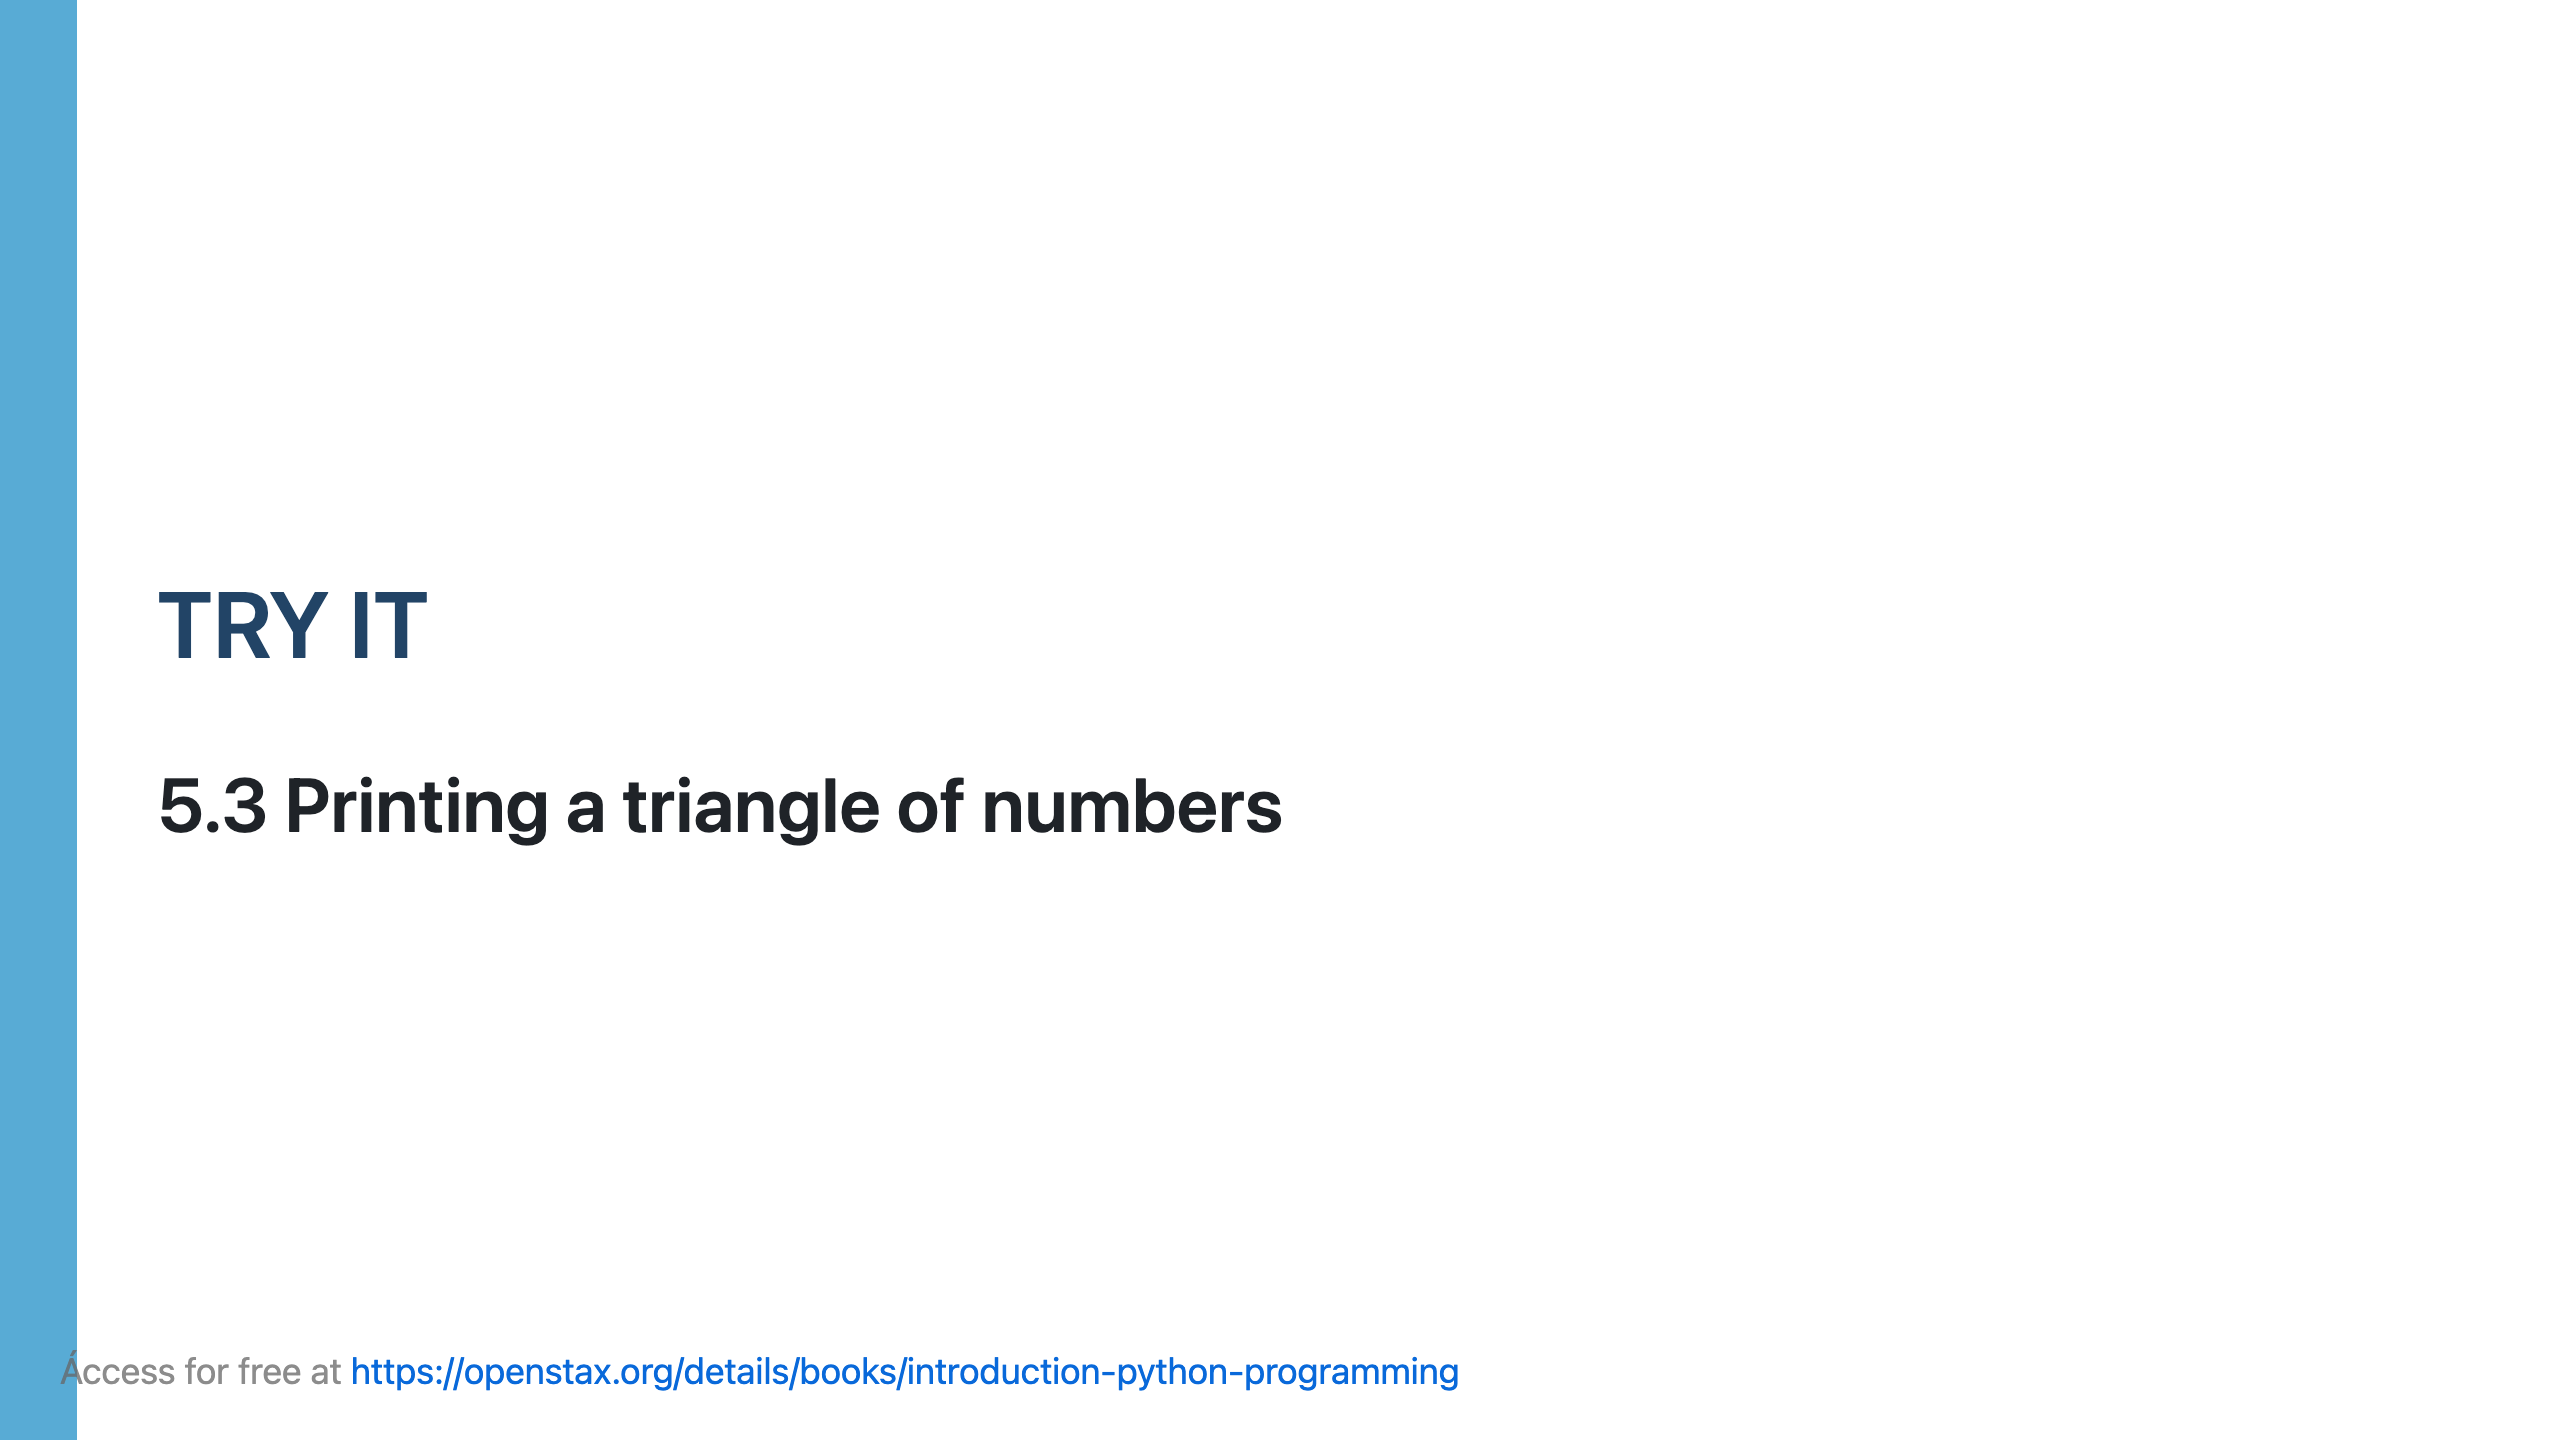 TRY IT
5.3 Printing a triangle of numbers
Áccess for free at https://openstax.org/details/books/introduction-python-programming